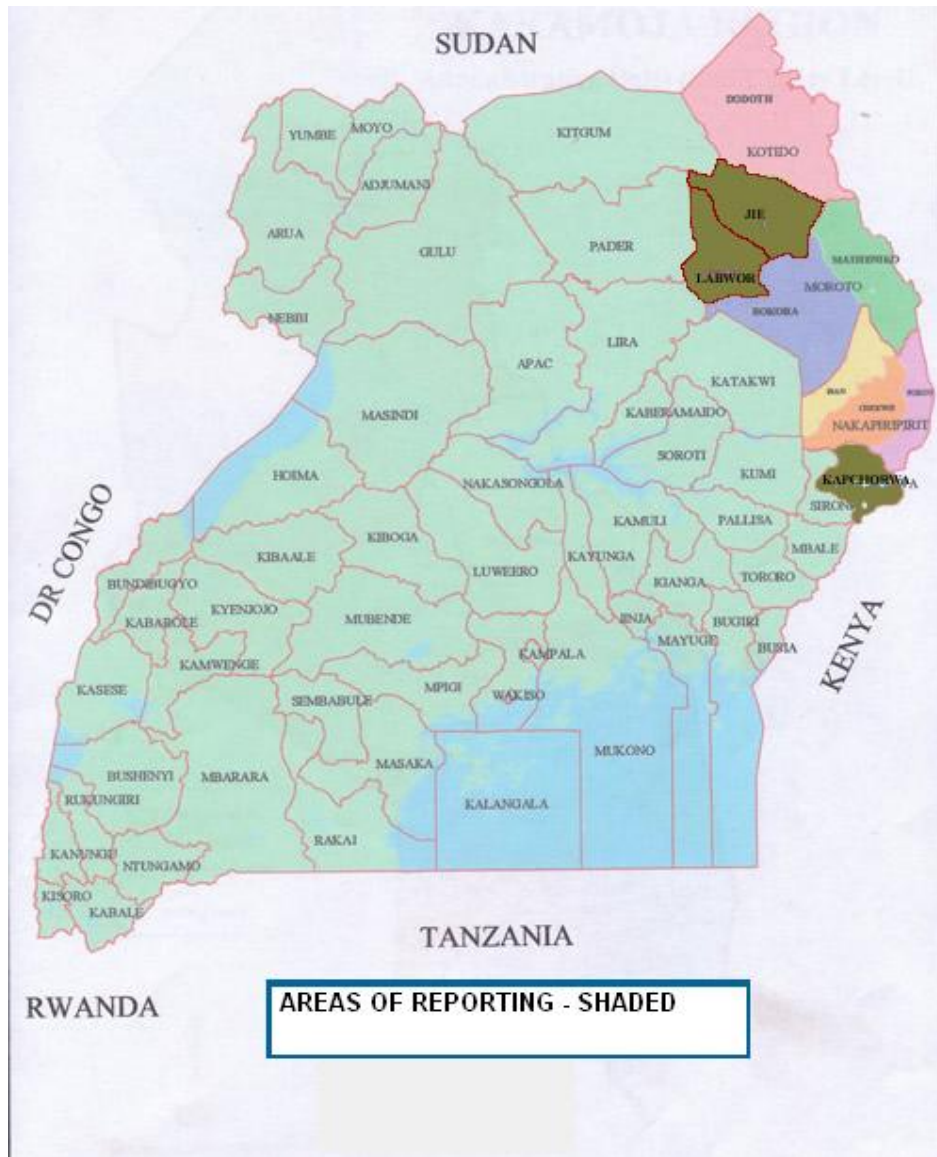 SUDAN
DODOTH
KITGUM
MOYO
YUMBE
KOTIDO
ADJUMANI
JIE
ARUA
PADER
GULU
LABWOR
MOROTO
BOKORA
NEBBI
LIRA
APAC
KATAKWI
MASINDI
KABERAMAIDO
CHEKWII
NAKAPIRIPIRIT
SOROTI
KUMI
HOIMA
NAKASONGOLA
KAPCHORWA
KAMULI
PALLISA
DR CONGO
KIBOGA
MBALE
KIBAALE
KAYUNGA
LUWEERO
BUNDIBUGYO
IGANGA
TORORO
KYENJOJO
KABAROLE
MUBENDE
JINJA
BUGIRI
MAYUGE
BUSIA
KENYA
KAMPALA
KAMWENGE
KASESE
SEMBABULE
MPIGI
WAKISO
MUKONO
MASAKA
BUSHENYI
MBARARA
RUKUNGIRI
KALANGALA
RAKAI
KANUNGU
NTUNGAMO
KISORO
KABALE
TANZANIA
RWANDA
AREAS OF REPORTING - SHADED